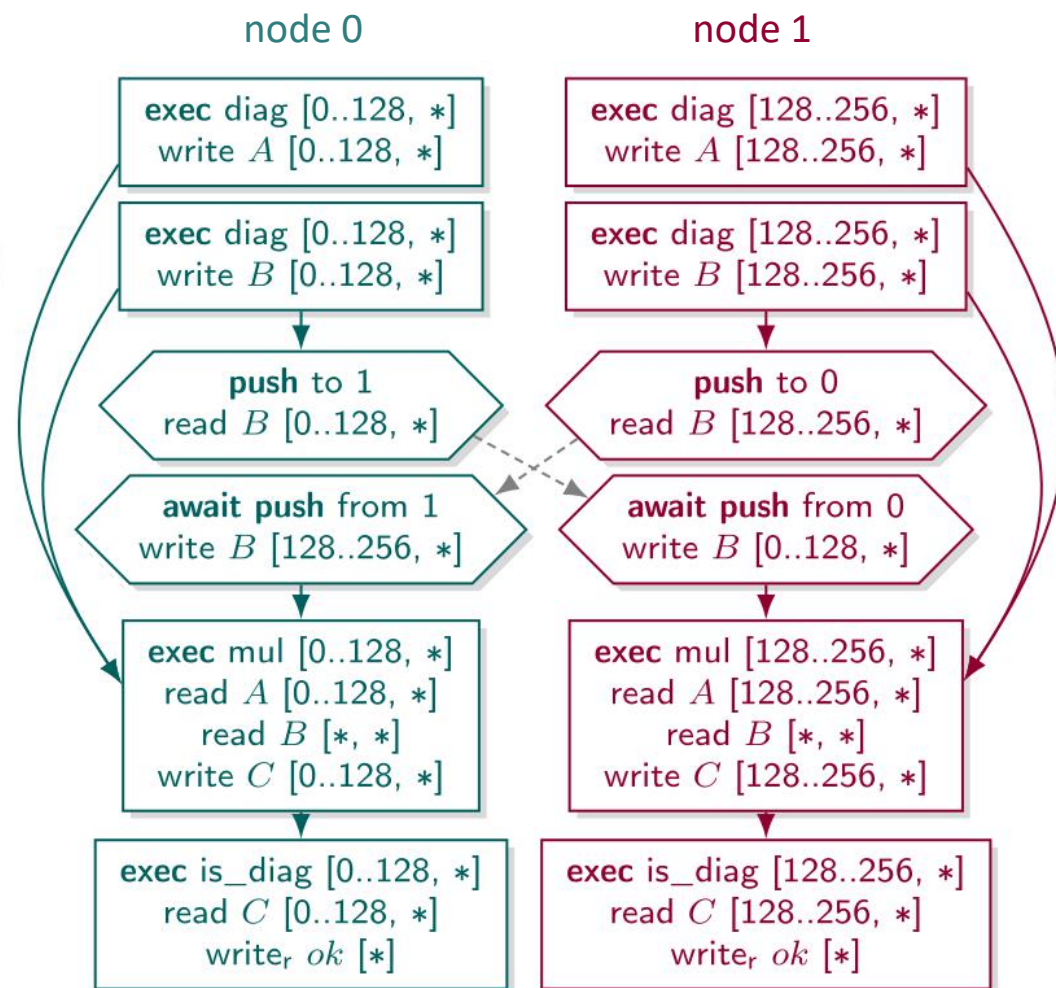 node 0
exec diag [0..128, *]
write A [0..128, *]
exec diag [0..128, *]
write B [0..128, *]
push to 1
read B [0..128, *]
await push from 1
write B [128..256, *]
exec mul [0..128, *]
read A [0..128, *]
read B [*, *]
write C [0..128, *]
exec is_diag [0..128, *]
read C [0..128, *]
writeᵣ ok [*]
node 1
exec diag [128..256, *]
write A [128..256, *]
exec diag [128..256, *]
write B [128..256, *]
push to 0
read B [128..256, *]
await push from 0
write B [0..128, *]
exec mul [128..256, *]
read A [128..256, *]
read B [*, *]
write C [128..256, *]
exec is_diag [128..256, *]
read C [128..256, *]
writeᵣ ok [*]